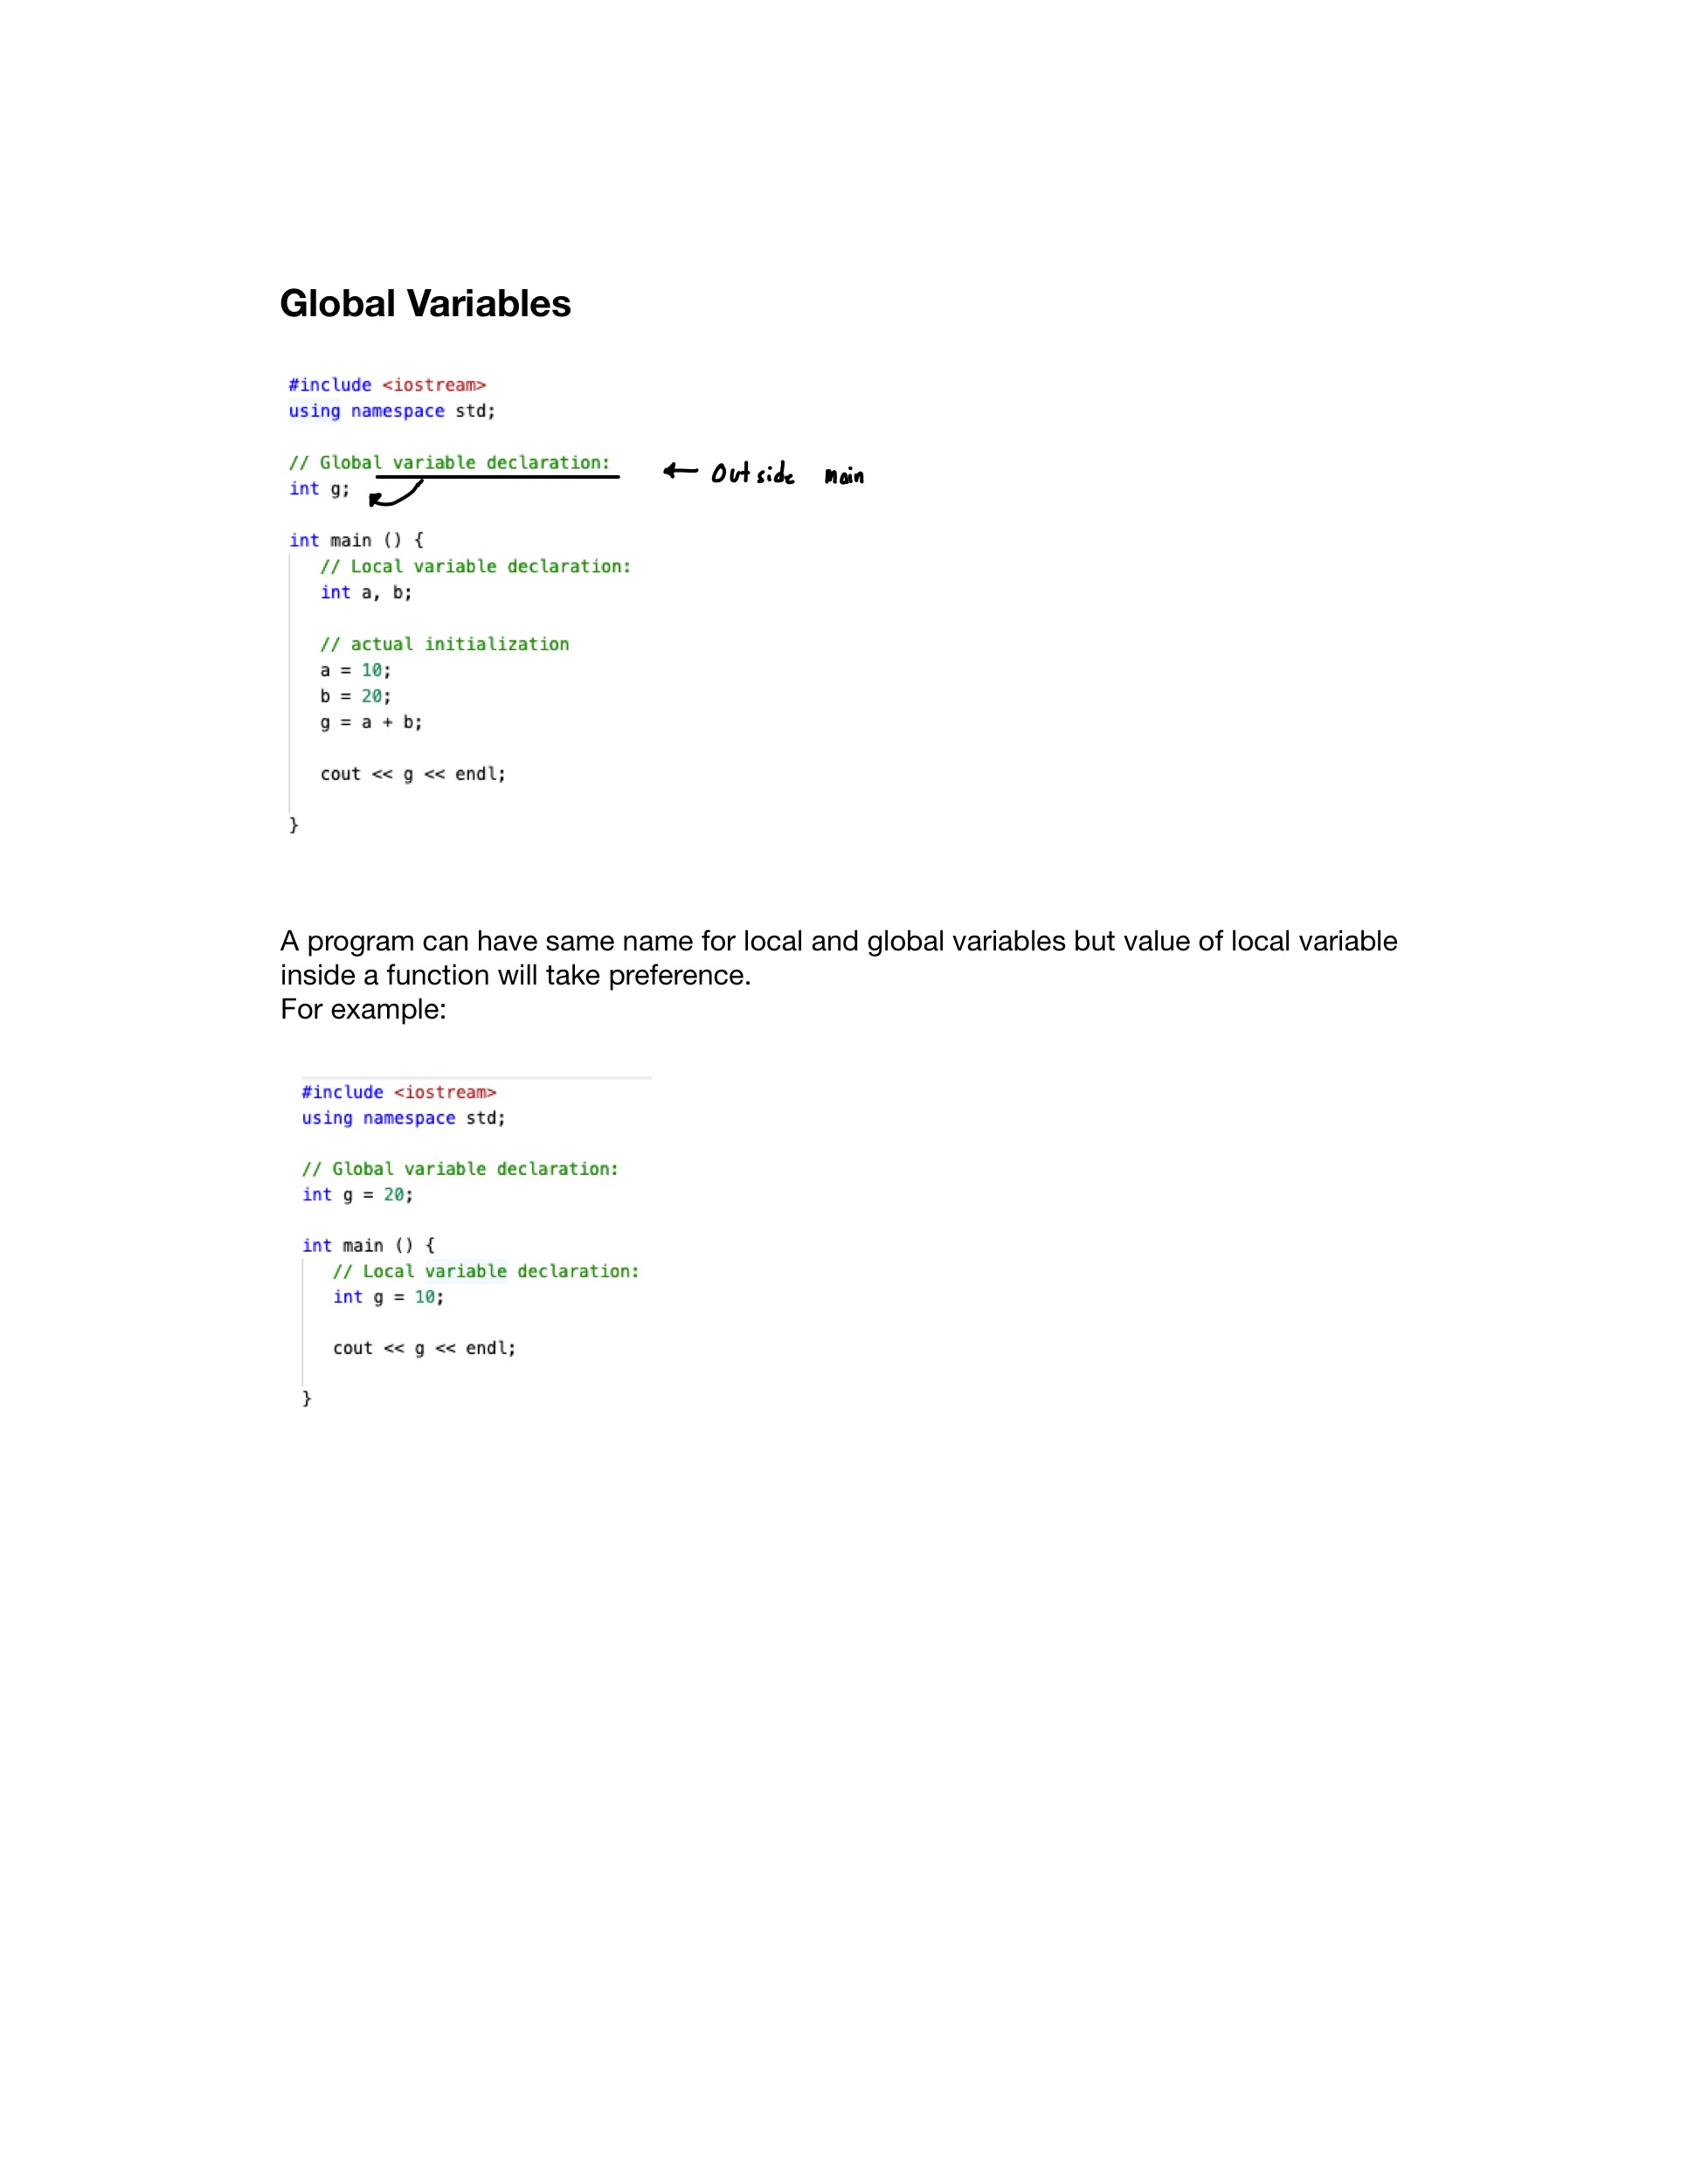 Global Variables
#include <iostream>
using namespace std;
// Global variable declaration:
← Outside main
int g;
int main () {
// Local variable declaration:
int a, b;
// actual initialization
a = 10;
b = 20;
g = a + b;
cout << g << endl;
}
A program can have same name for local and global variables but value of local variable
inside a function will take preference.
For example:
#include <iostream>
using namespace std;
// Global variable declaration:
int g = 20;
int main () {
// Local variable declaration:
int g = 10;
cout << g << endl;
}